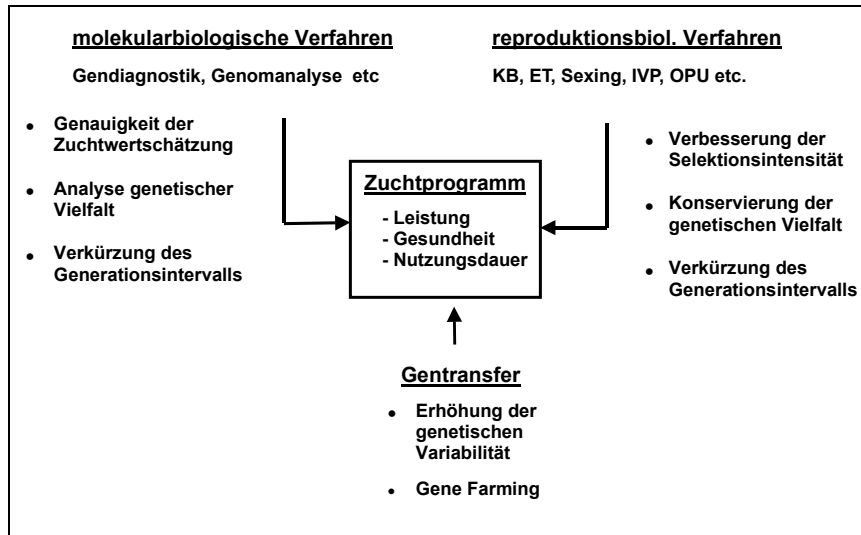 molekularbiologische Verfahren
Gendiagnostik, Genomanalyse etc
• Genauigkeit der
Zuchtwertschätzung
• Analyse genetischer
Vielfalt
• Verkürzung des
Generationsintervalls
reproduktionsbiol. Verfahren
KB, ET, Sexing, IVP, OPU etc.
• Verbesserung der
Selektionsintensität
• Konservierung der
genetischen Vielfalt
• Verkürzung des
Generationsintervalls
Zuchtprogramm
- Leistung
- Gesundheit
- Nutzungsdauer
Gentransfer
• Erhöhung der
genetischen
Variabilität
• Gene Farming